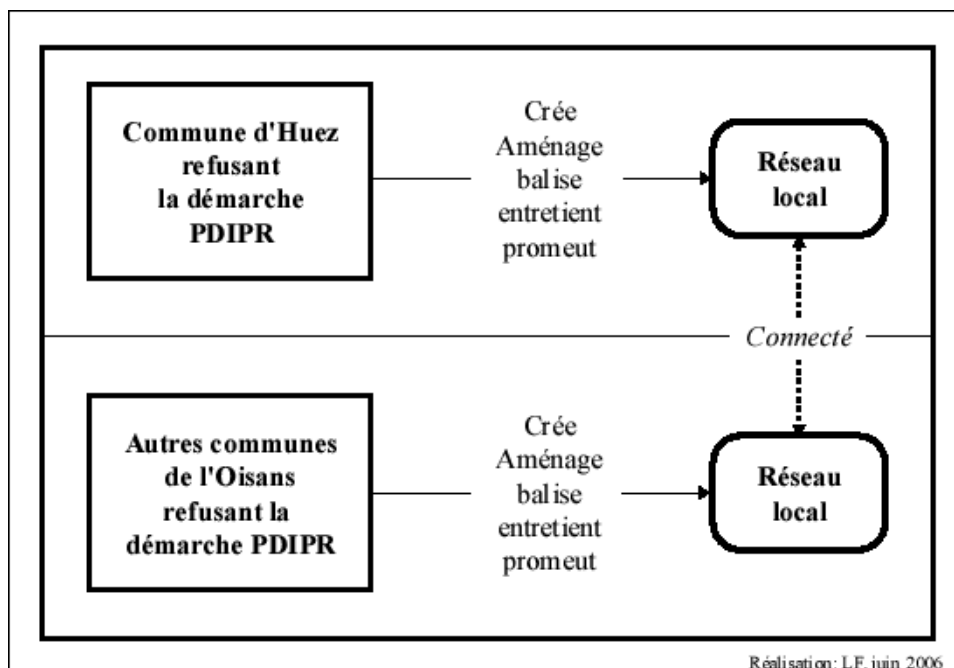 Commune d'Huez
refusant
la démarche
PDIPR
Crée
Aménage
balise
entretient
promeut
Réseau
local
Connecté
Autres communes
de l'Oisans
refusant la
démarche PDIPR
Crée
Aménage
balise
entretient
promeut
Réseau
local
Réalisation: LF, juin 2006